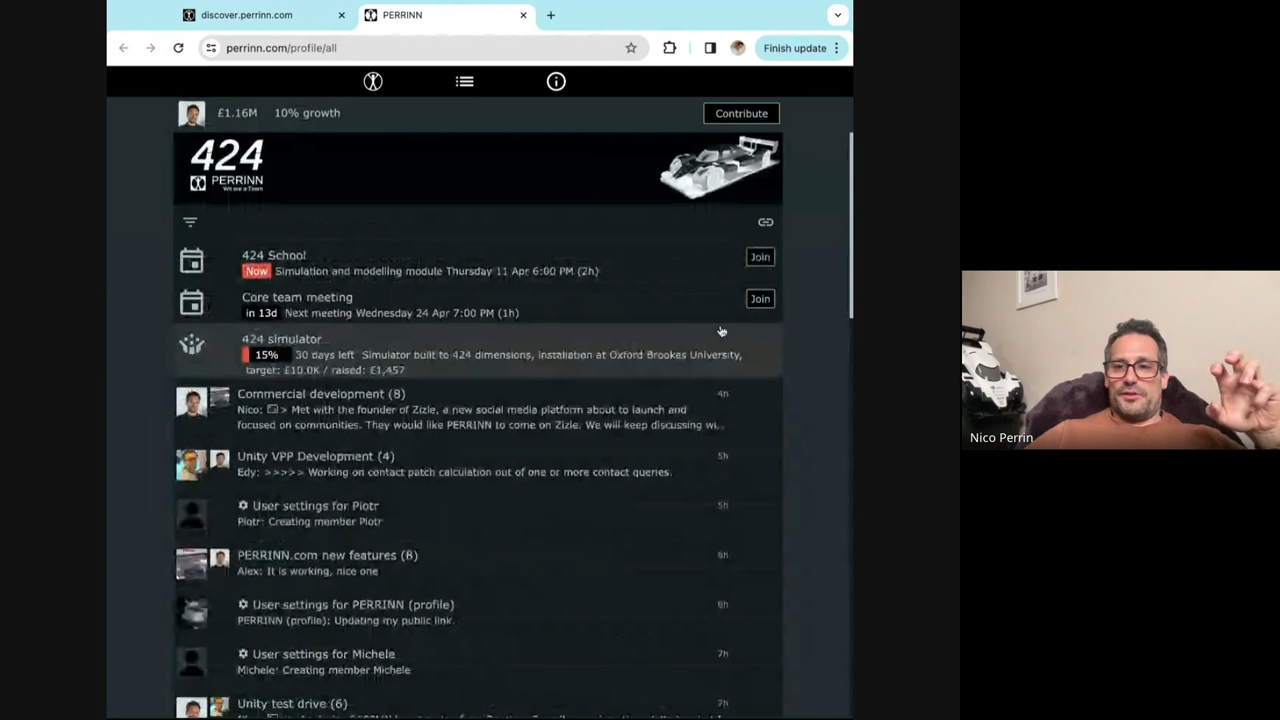 discover.perrinn.com
PERRINN
perrinn.com/profile/all
Finish update
£1.16M 10% growth
Contribute
424
PERRINN
We are a Team
424 School
Join
Now Simulation and modelling module Thursday 11 Apr 6:00 PM (2h)
Core team meeting
Join
in 13d Next meeting Wednesday 24 Apr 7:00 PM (1h)
424 simulator
15% 30 days left Simulator built to 424 dimensions, installation at Oxford Brookes University,
target: £10.0K / raised: £1,457
Commercial development (8) 4h
Nico: > Met with the founder of Zizle, a new social media platform about to launch and
focused on communities. They would like PERRINN to come on Zizle. We will keep discussing wi...
Unity VPP Development (4) 5h
Edy: >>>>> Working on contact patch calculation out of one or more contact queries.
User settings for Piotr 5h
Piotr: Creating member Piotr
PERRINN.com new features (8) 6h
Alex: It is working, nice one
User settings for PERRINN (profile) 6h
PERRINN (profile): Updating my public link.
User settings for Michele 7h
Michele: Creating member Michele
Unity test drive (6) 7h
Nico Perrin